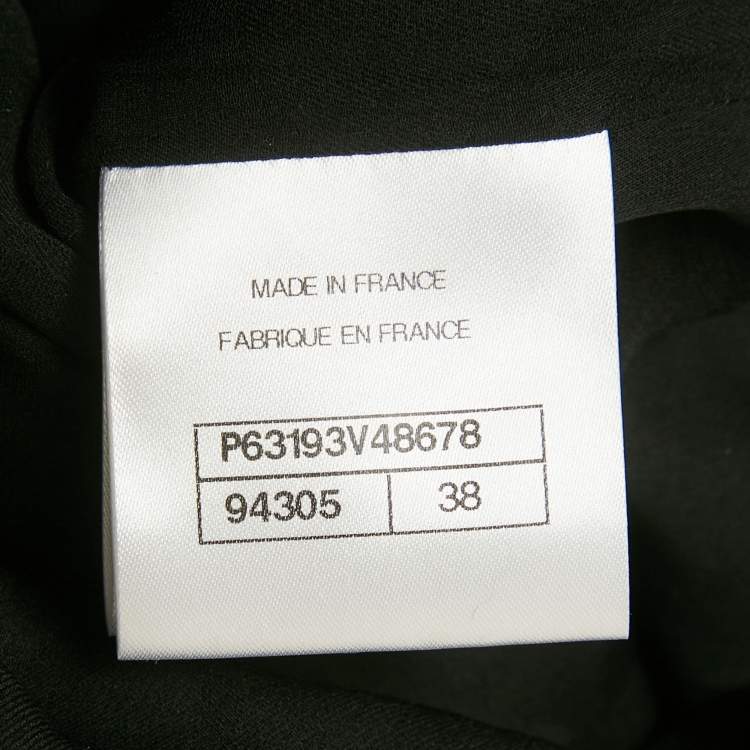 MADE IN FRANCE
FABRIQUE EN FRANCE
P63193V48678
94305 38